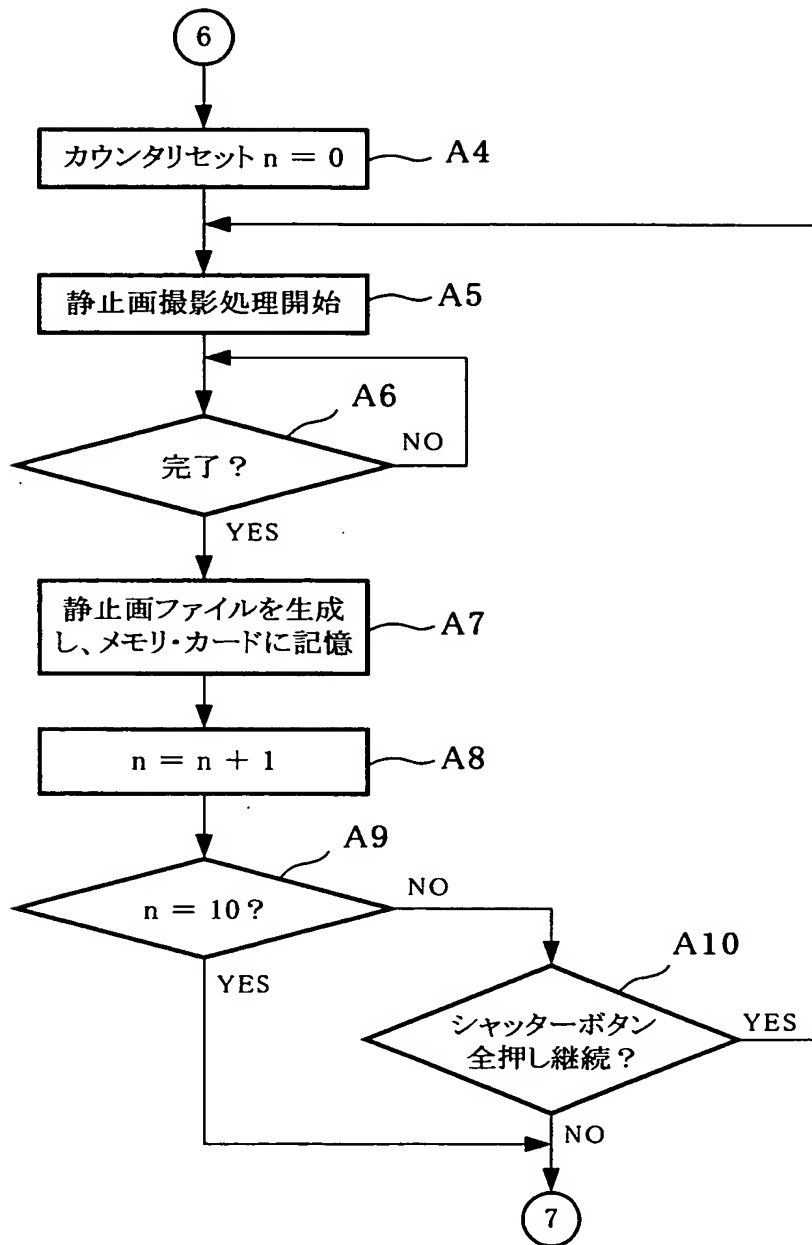 6
カウンタリセット n = 0
A4
静止画撮影処理開始
A5
A6
完了?
NO
YES
静止画ファイルを生成
し、メモリ・カードに記憶
A7
n = n + 1
A8
A9
n = 10?
NO
YES
A10
シャッターボタン
全押し継続?
YES
NO
7